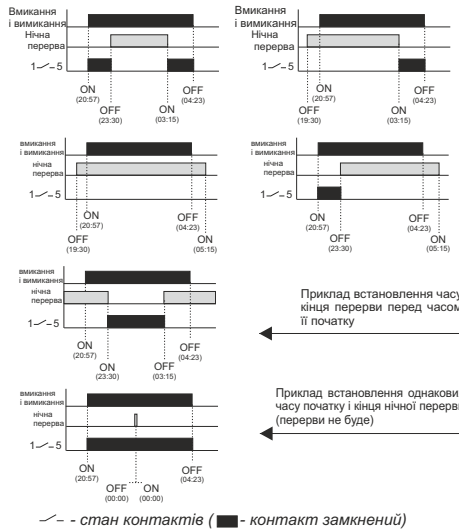 Вмикання
і вимикання
Нічна
перерва
1 - 5
ON
(20:57)
OFF
(04:23)
OFF
(23:30)
ON
(03:15)
Вмикання
і вимикання
Нічна
перерва
1 - 5
ON
(20:57)
OFF
(04:23)
OFF
(19:30)
ON
(03:15)
вмикання
і вимикання
нічна
перерва
1 - 5
ON
(20:57)
OFF
(04:23)
OFF
(19:30)
ON
(05:15)
вмикання
і вимикання
нічна
перерва
1 - 5
ON
(20:57)
OFF
(04:23)
OFF
(23:30)
ON
(05:15)
вмикання
і вимикання
нічна
перерва
1 - 5
ON
(20:57)
OFF
(04:23)
ON
(23:30)
OFF
(03:15)
Приклад встановлення часу
кінця перерви перед часом
її початку
вмикання
і вимикання
нічна
перерва
1 - 5
ON
(20:57)
OFF
(04:23)
OFF
(00:00)
ON
(00:00)
Приклад встановлення однакови
часу початку і кінця нічної перерви
(перерви не буде)
- стан контактів ( - контакт замкнений)